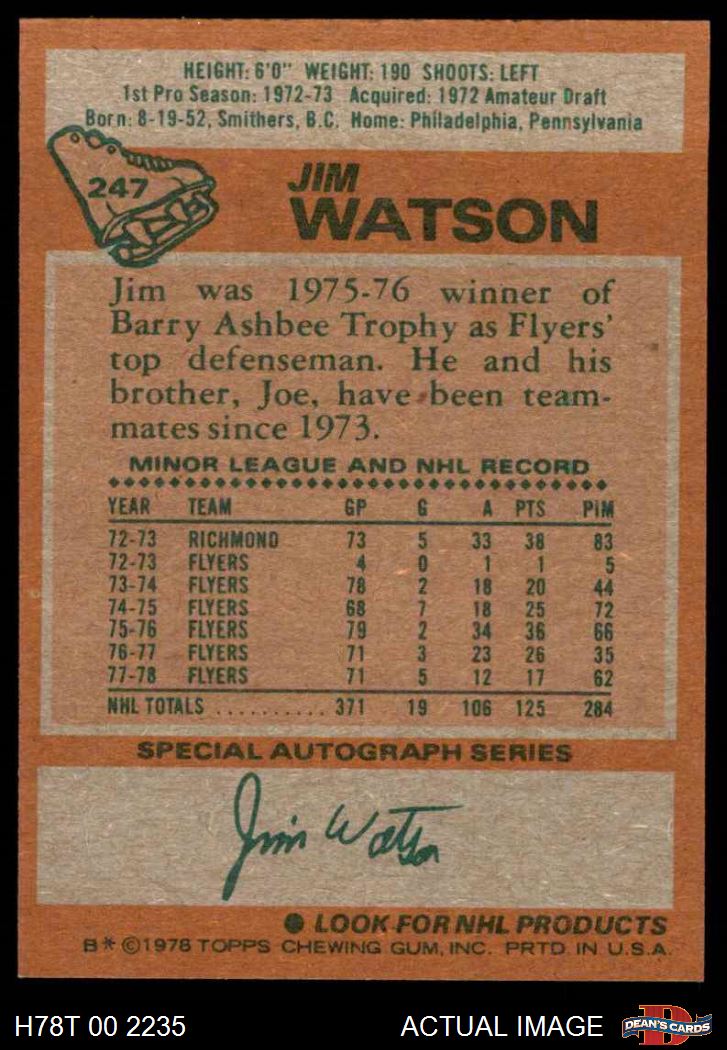 HEIGHT: 6'0" WEIGHT: 190 SHOOTS: LEFT
1st Pro Season: 1972-73 Acquired: 1972 Amateur Draft
Born: 8-19-52, Smithers, B.C. Home: Philadelphia, Pennsylvania
247
JIM
WATSON
Jim was 1975-76 winner of
Barry Ashbee Trophy as Flyers'
top defenseman. He and his
brother, Joe, have been team-
mates since 1973.
MINOR LEAGUE AND NHL RECORD
YEAR TEAM GP G A PTS PIM
72-73 RICHMOND 73 5 33 38 83
72-73 FLYERS 4 0 1 1 5
73-74 FLYERS 78 2 18 20 44
74-75 FLYERS 68 7 18 25 72
75-76 FLYERS 79 2 34 36 66
76-77 FLYERS 71 3 23 26 35
77-78 FLYERS 71 5 12 17 62
NHL TOTALS .......... 371 19 106 125 284
SPECIAL AUTOGRAPH SERIES
Jim Watson
● LOOK FOR NHL PRODUCTS
B* ©1978 TOPPS CHEWING GUM, INC. PRTD. IN U.S.A.
H78T 00 2235 ACTUAL IMAGE DEAN'S CARDS